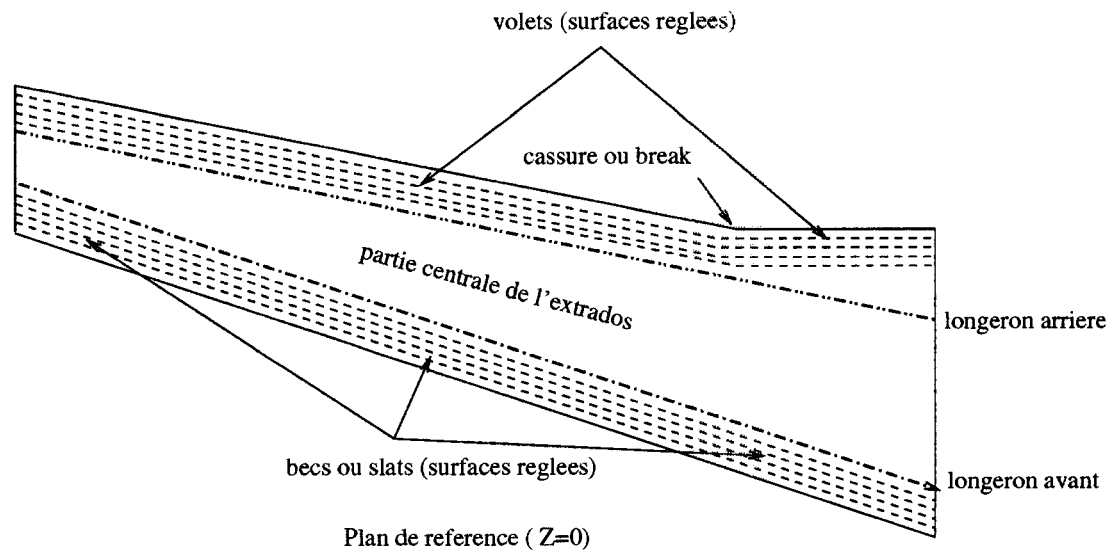 volets (surfaces reglees)
cassure ou break
partie centrale de l'extrados
longeron arriere
becs ou slats (surfaces reglees)
longeron avant
Plan de reference ( Z=0)